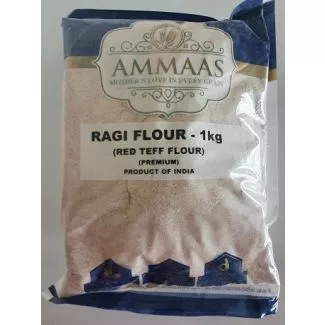 AMMAAS
MOTHER'S LOVE IN EVERY GRAIN
RAGI FLOUR - 1kg
(RED TEFF FLOUR)
(PREMIUM)
PRODUCT OF INDIA